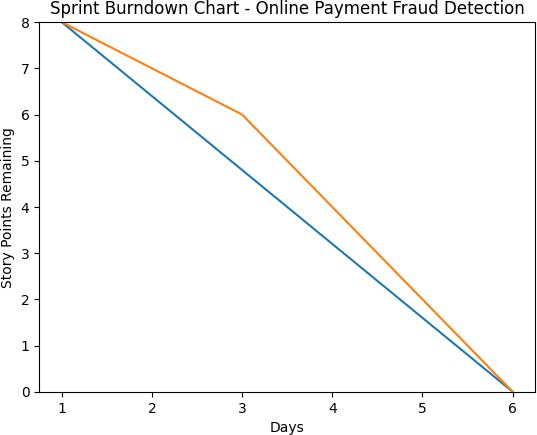 Sprint Burndown Chart - Online Payment Fraud Detection
8
7
6
5
4
3
2
1
0
Story Points Remaining
1 2 3 4 5 6
Days